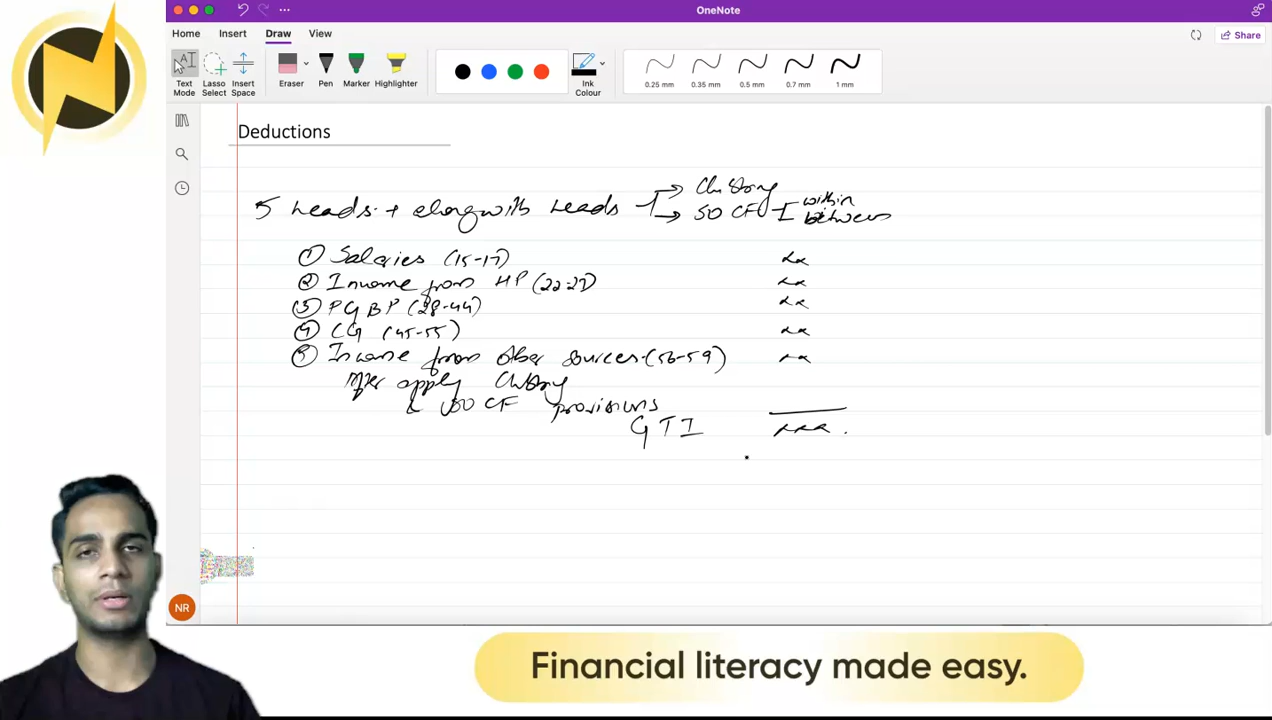 OneNote
Home Insert Draw View
Share
Text Mode
Lasso Select
Insert Space
Eraser
Pen
Marker
Highlighter
Ink Colour
0.25 mm
0.35 mm
0.5 mm
0.7 mm
1 mm
Deductions
5 Heads + alongwith Heads
Clubbing
SO CF within
between
① Salaries (15-17) xx
② Income from HP (22-27) xx
③ PGBP (28-44) xx
④ CG (45-55) xx
⑤ Income from other sources (56-59) xx
After apply Clubbing
& SO CF provisions
GTI xxx.
NR
Financial literacy made easy.